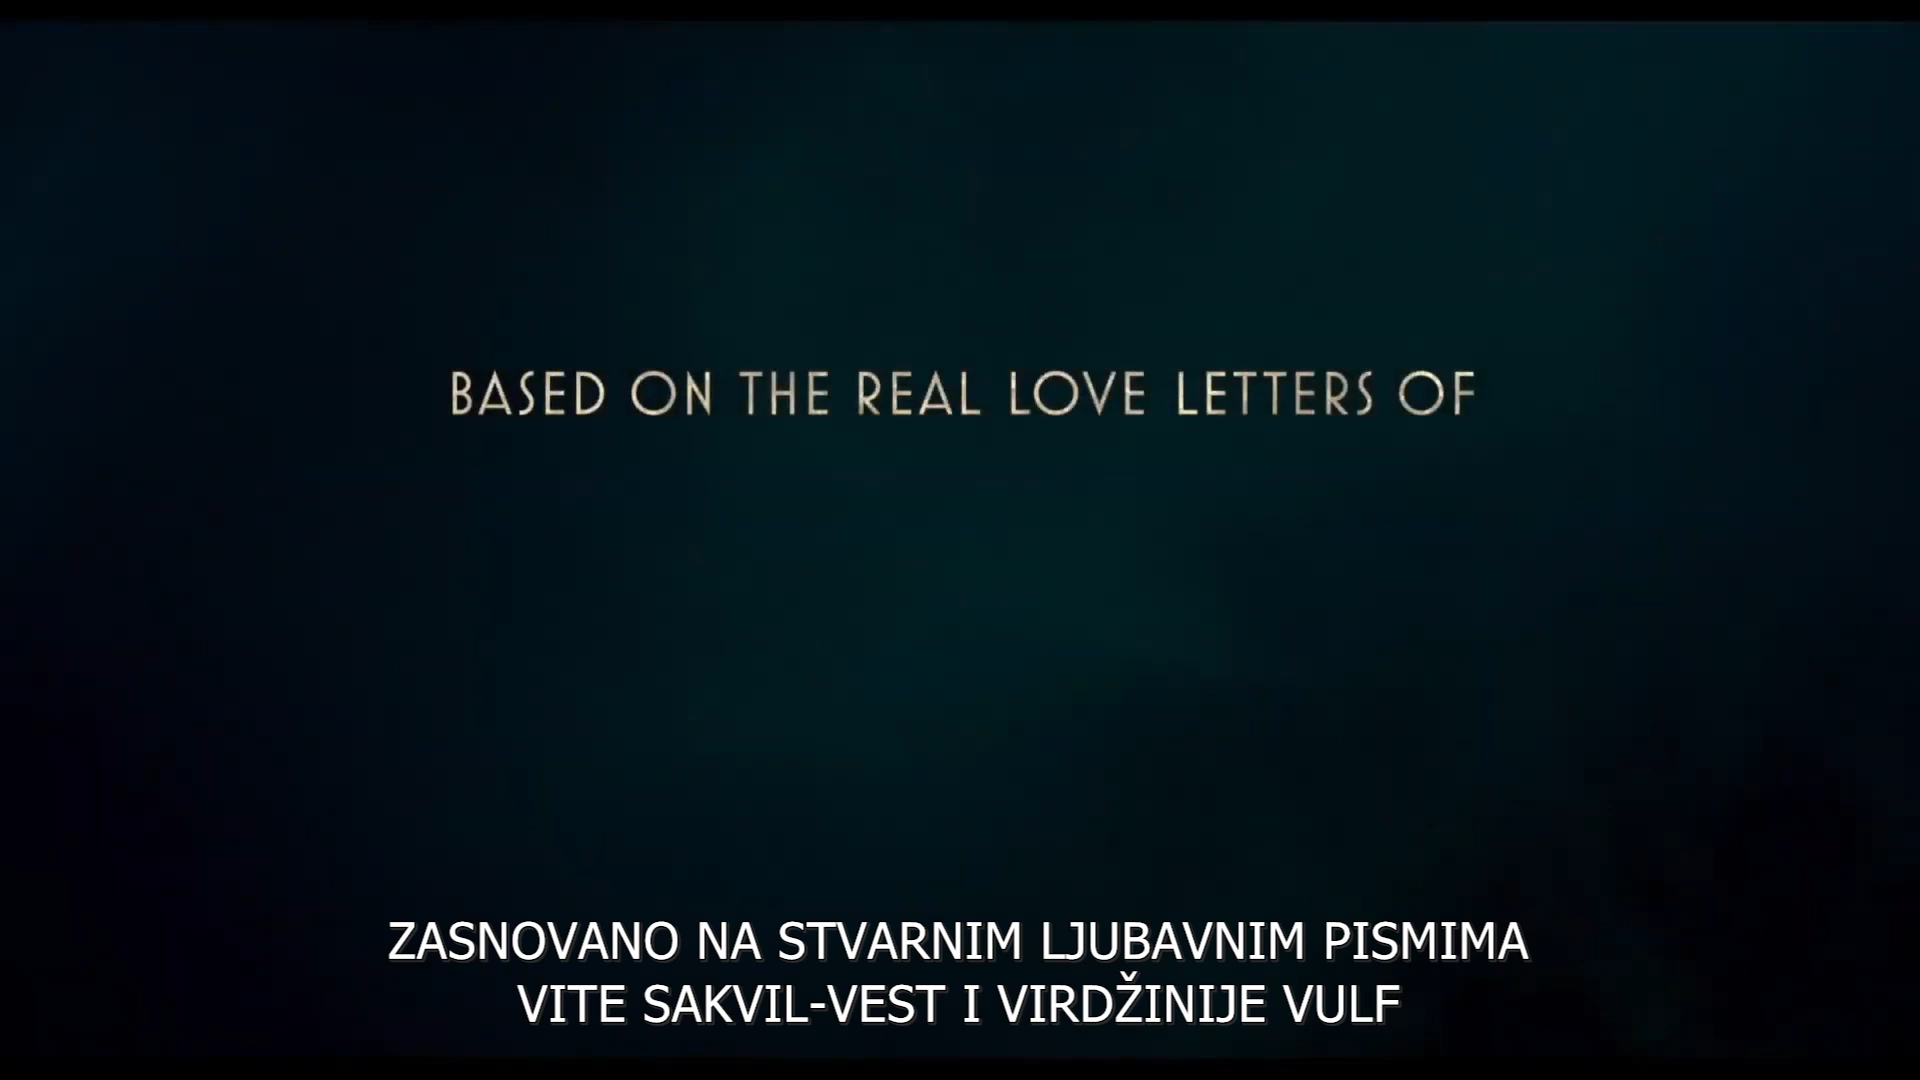 BASED ON THE REAL LOVE LETTERS OF
ZASNOVANO NA STVARNIM LJUBAVNIM PISMIMA
VITE SAKVIL-VEST I VIRDŽINIJE VULF